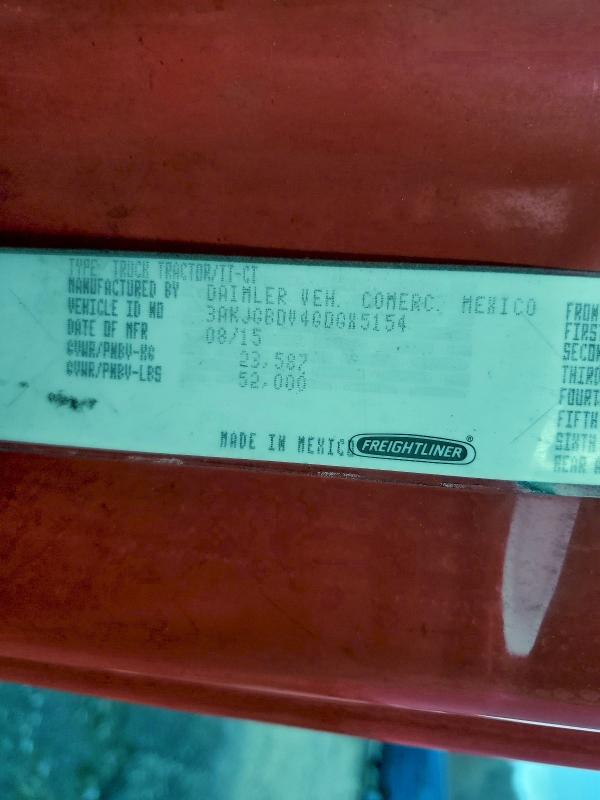 TYPE: TRUCK TRACTOR/TT-CT
MANUFACTURED BY DAIMLER VEH. COMERC. MEXICO
VEHICLE ID NO 3AKJGBDV4GDGX5154
DATE OF MFR 08/15
GVWR/PNBV-KG 23,587
GVWR/PNBV-LBS 52,000
MADE IN MEXICO FREIGHTLINER®
FRON
FIRS
SECON
THIRD
FOURT
FIFTH
SIXTH
REAR A